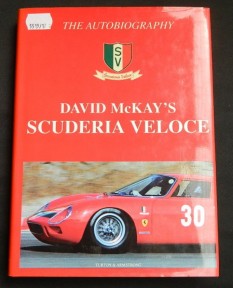 THE AUTOBIOGRAPHY
SV
DAVID McKAY'S
SCUDERIA VELOCE
30